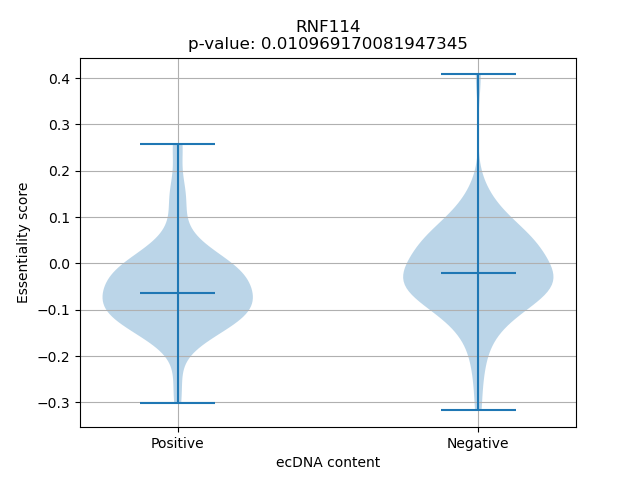 RNF114
p-value: 0.010969170081947345
Essentiality score
0.4
0.3
0.2
0.1
0.0
−0.1
−0.2
−0.3
Positive
Negative
ecDNA content